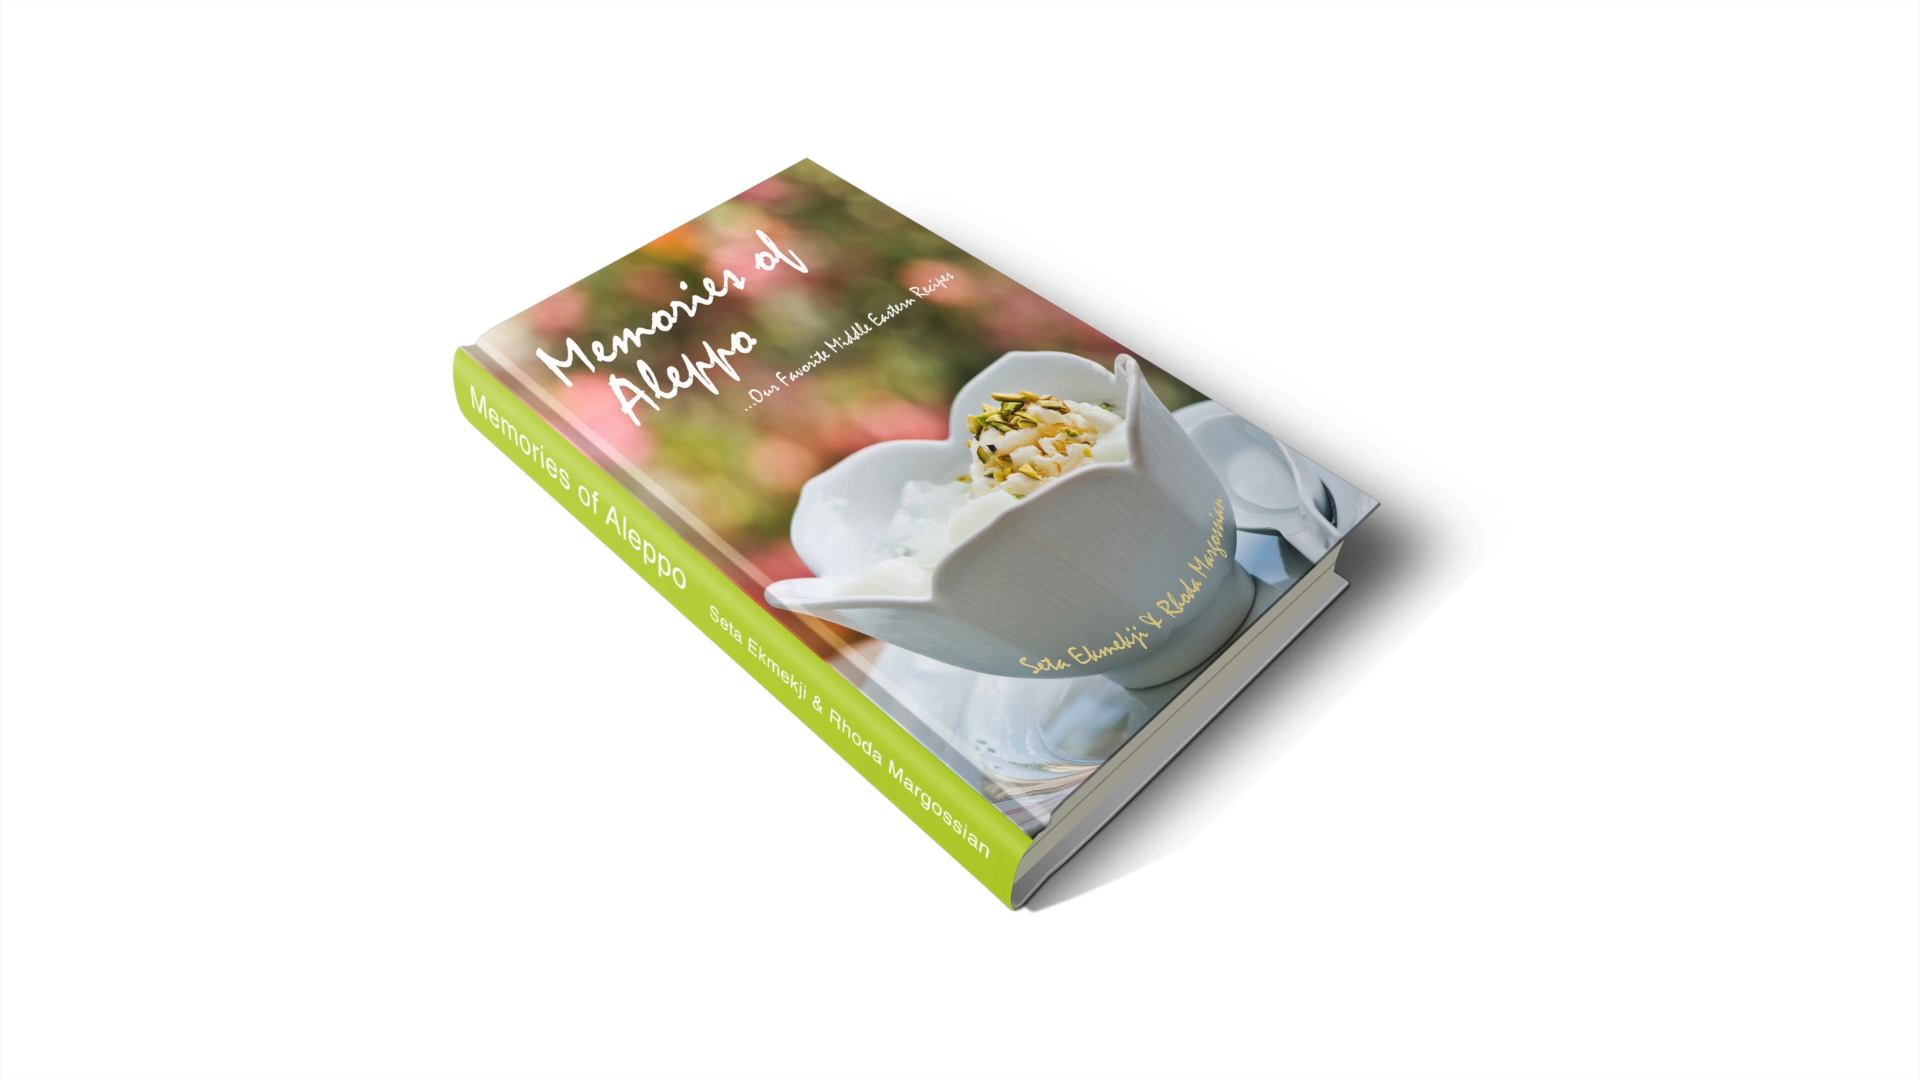 Memories of
Aleppo
...Our Favorite Middle Eastern Recipes
Seta Ekmekji & Rhoda Margossian
Memories of Aleppo Seta Ekmekji & Rhoda Margossian